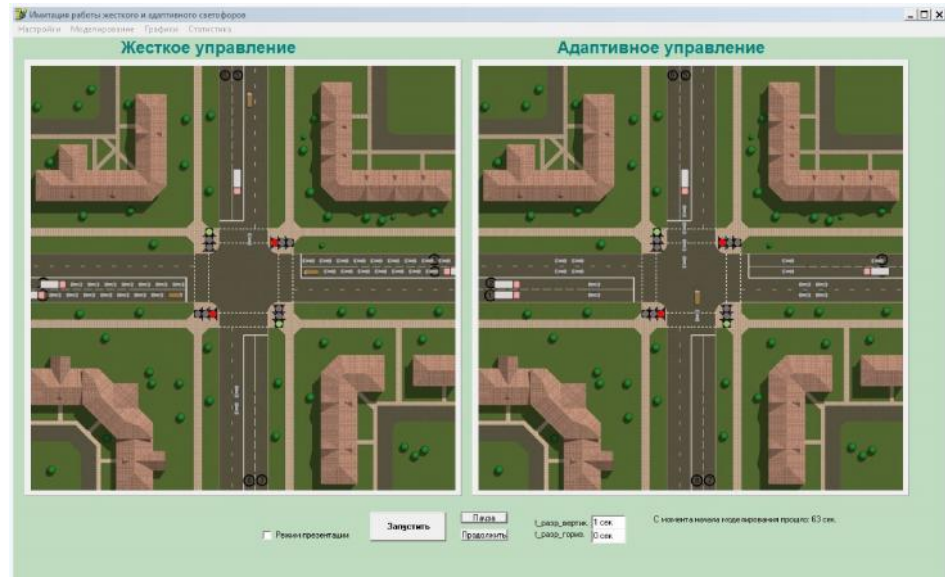 Имитация работы жесткого и адаптивного светофоров
Настройки Моделирование Графики Статистика
Жесткое управление
Адаптивное управление
Режим презентации
Запустить
Пауза
Продолжить
t_разр_вертик. 1 сек
t_разр_гориз. 0 сек
С момента начала моделирования прошло: 63 сек.